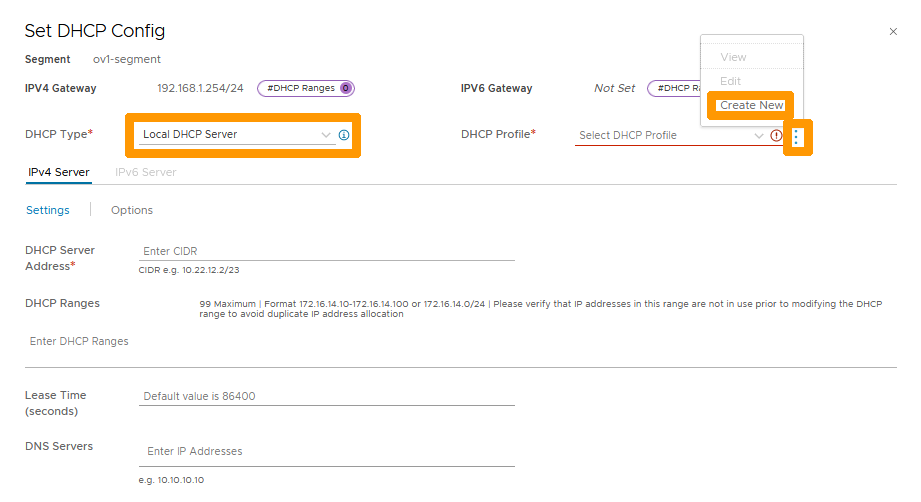 Set DHCP Config
Segment ov1-segment
IPV4 Gateway 192.168.1.254/24 #DHCP Ranges 0
IPV6 Gateway Not Set #DHCP Ra
View
Edit
Create New
DHCP Type* Local DHCP Server
DHCP Profile* Select DHCP Profile
IPv4 Server IPv6 Server
Settings Options
DHCP Server
Address*
Enter CIDR
CIDR e.g. 10.22.12.2/23
DHCP Ranges
99 Maximum | Format 172.16.14.10-172.16.14.100 or 172.16.14.0/24 | Please verify that IP addresses in this range are not in use prior to modifying the DHCP
range to avoid duplicate IP address allocation
Enter DHCP Ranges
Lease Time
(seconds)
Default value is 86400
DNS Servers
Enter IP Addresses
e.g. 10.10.10.10